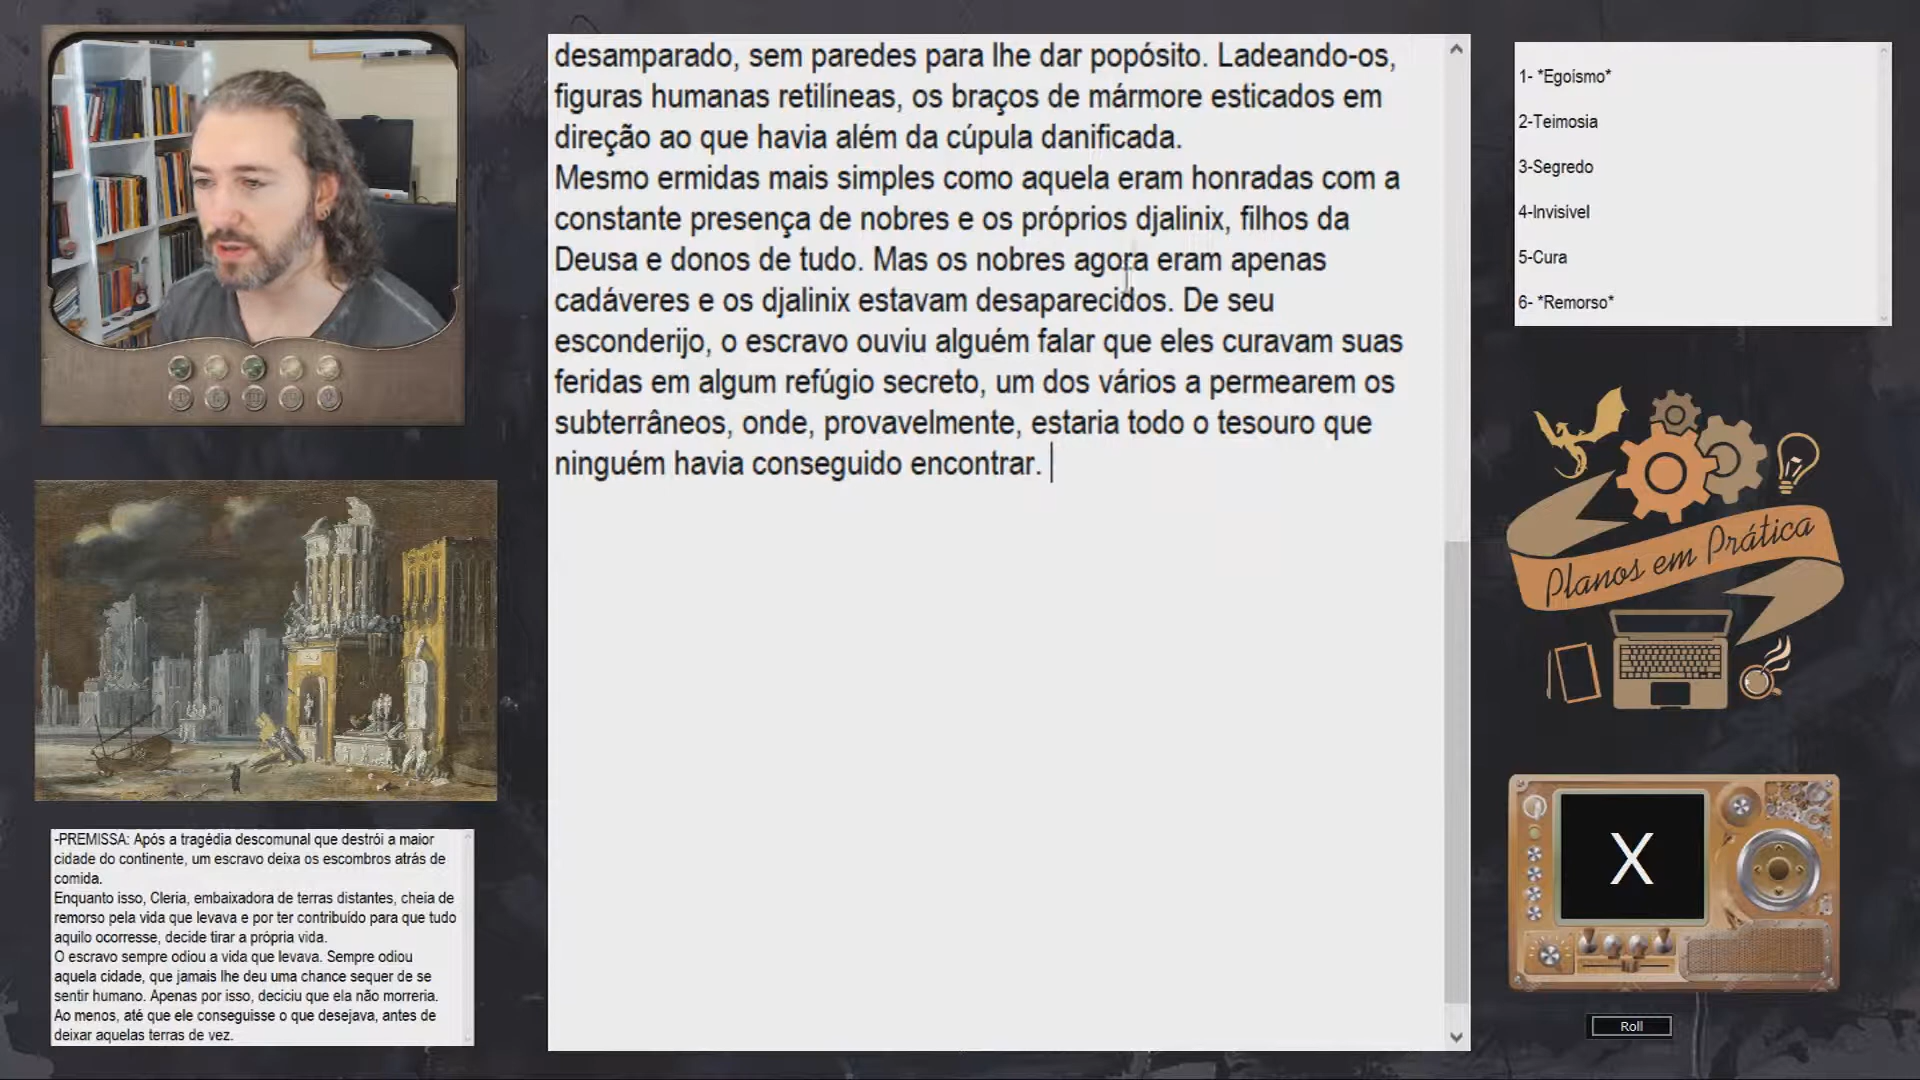 desamparado, sem paredes para lhe dar popósito. Ladeando-os,
figuras humanas retilíneas, os braços de mármore esticados em
direção ao que havia além da cúpula danificada.
Mesmo ermidas mais simples como aquela eram honradas com a
constante presença de nobres e os próprios djalinix, filhos da
Deusa e donos de tudo. Mas os nobres agora eram apenas
cadáveres e os djalinix estavam desaparecidos. De seu
esconderijo, o escravo ouviu alguém falar que eles curavam suas
feridas em algum refúgio secreto, um dos vários a permearem os
subterrâneos, onde, provavelmente, estaria todo o tesouro que
ninguém havia conseguido encontrar.
-PREMISSA: Após a tragédia descomunal que destrói a maior
cidade do continente, um escravo deixa os escombros atrás de
comida.
Enquanto isso, Cleria, embaixadora de terras distantes, cheia de
remorso pela vida que levava e por ter contribuído para que tudo
aquilo ocorresse, decide tirar a própria vida.
O escravo sempre odiou a vida que levava. Sempre odiou
aquela cidade, que jamais lhe deu uma chance sequer de se
sentir humano. Apenas por isso, deciciu que ela não morreria.
Ao menos, até que ele conseguisse o que desejava, antes de
deixar aquelas terras de vez.
1- *Egoismo*
2-Teimosia
3-Segredo
4-Invisivel
5-Cura
6- *Remorso*
Planos em Prática
X
Roll